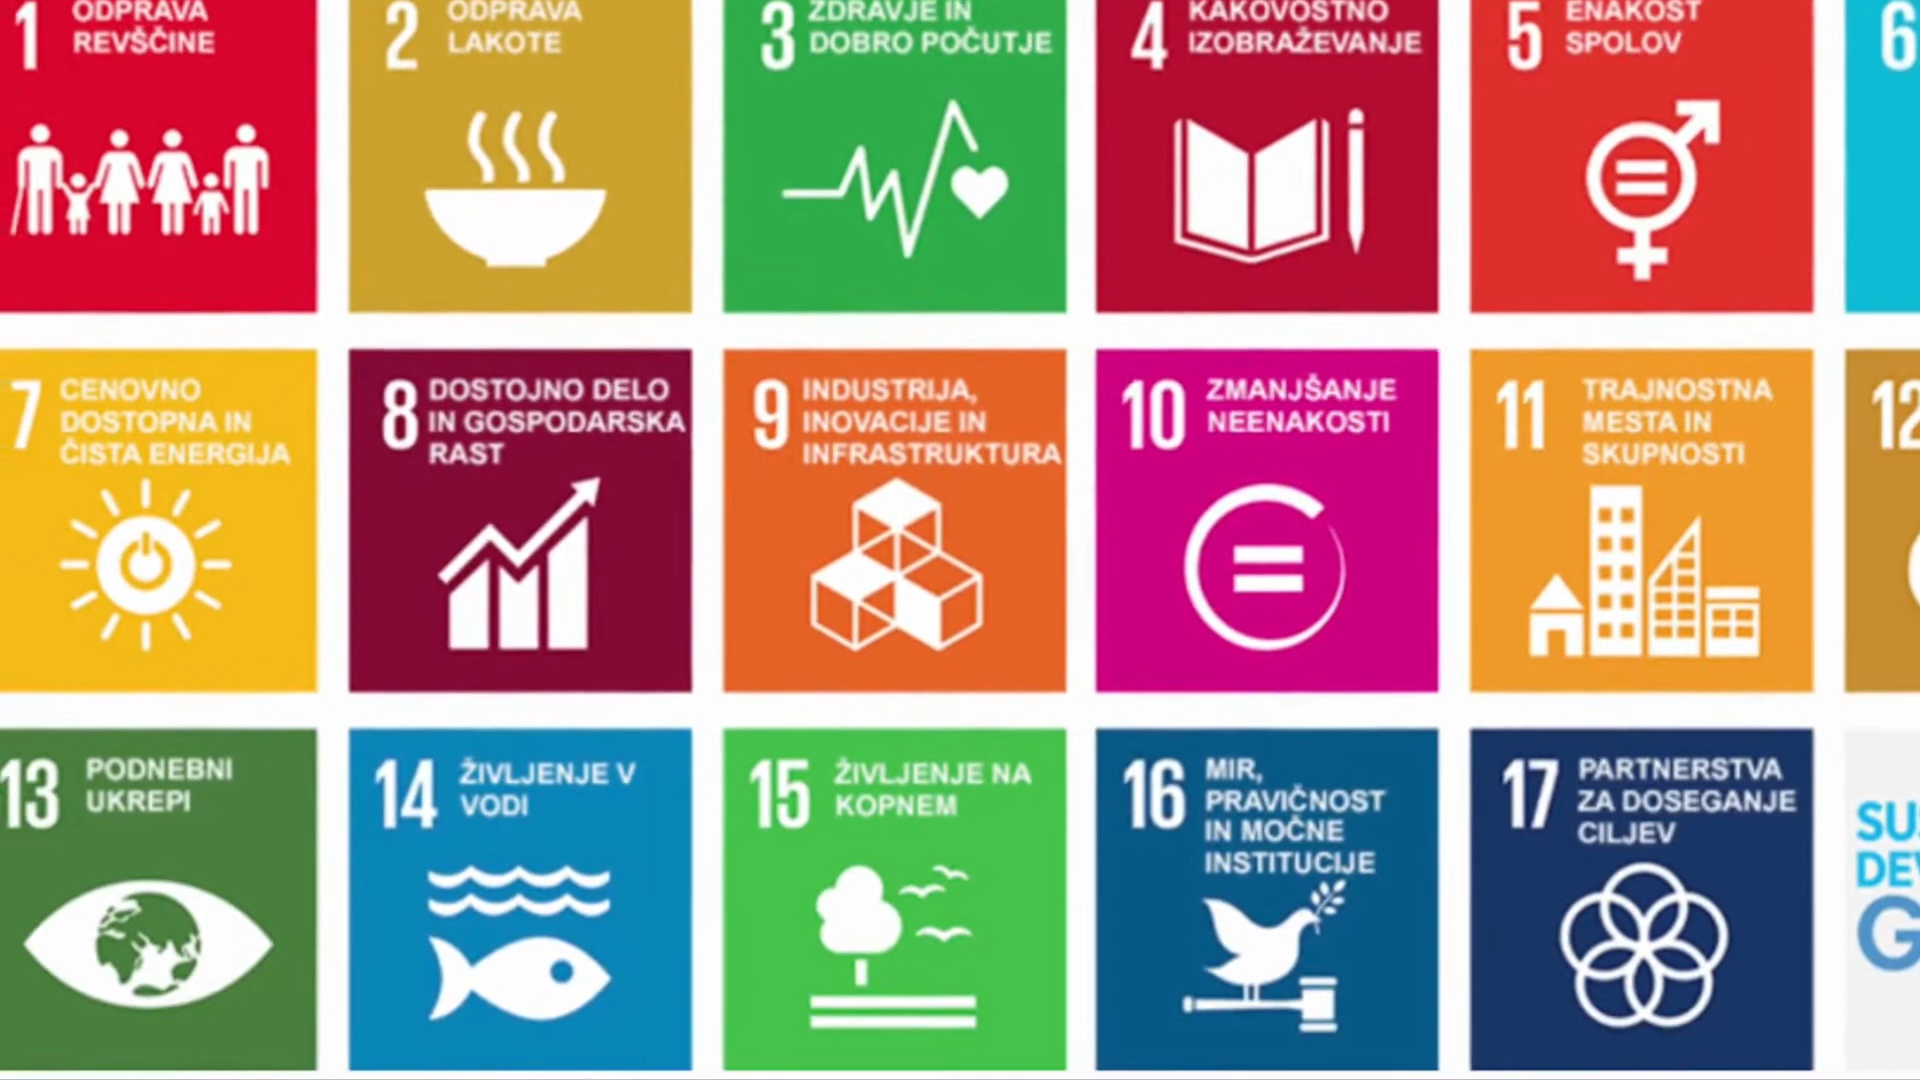 1 ODPRAVA
REVŠČINE
2 ODPRAVA
LAKOTE
3 ZDRAVJE IN
DOBRO POČUTJE
4 KAKOVOSTNO
IZOBRAŽEVANJE
5 ENAKOST
SPOLOV
6
7 CENOVNO
DOSTOPNA IN
ČISTA ENERGIJA
8 DOSTOJNO DELO
IN GOSPODARSKA
RAST
9 INDUSTRIJA,
INOVACIJE IN
INFRASTRUKTURA
10 ZMANJŠANJE
NEENAKOSTI
11 TRAJNOSTNA
MESTA IN
SKUPNOSTI
12
13 PODNEBNI
UKREPI
14 ŽIVLJENJE V
VODI
15 ŽIVLJENJE NA
KOPNEM
16 MIR,
PRAVIČNOST
IN MOČNE
INSTITUCIJE
17 PARTNERSTVA
ZA DOSEGANJE
CILJEV